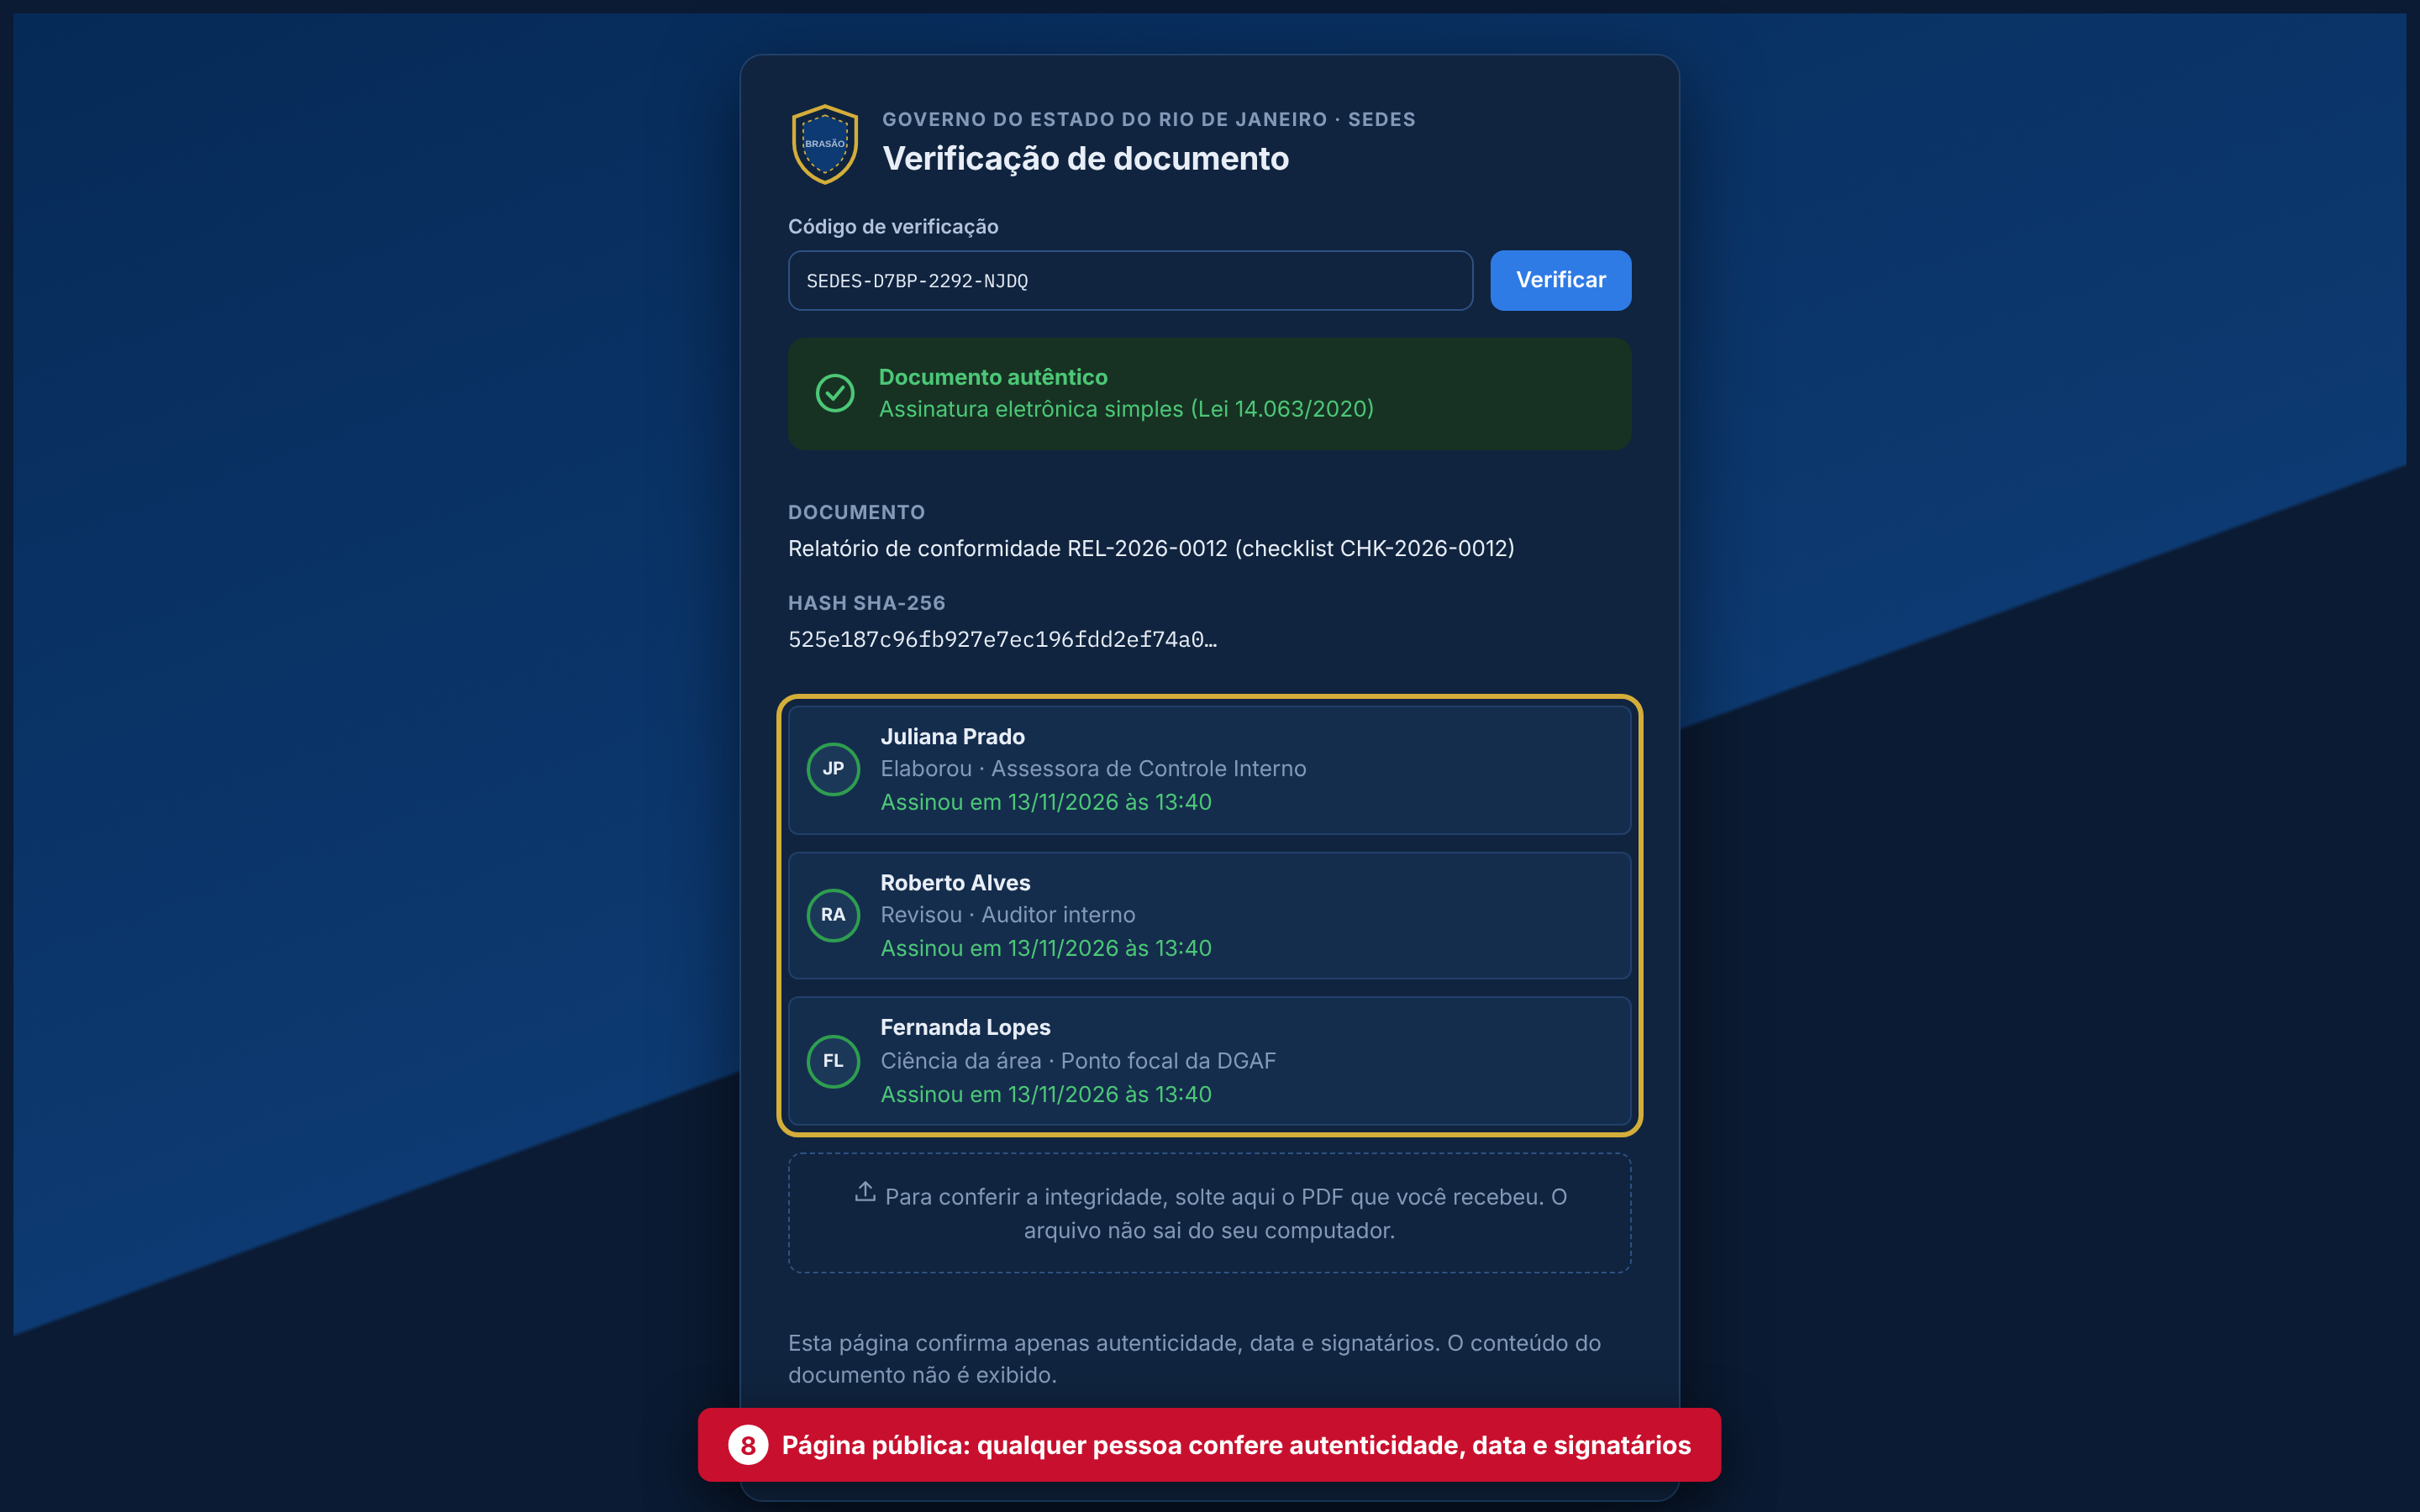 BRASÃO
GOVERNO DO ESTADO DO RIO DE JANEIRO · SEDES
Verificação de documento
Código de verificação
SEDES-D7BP-2292-NJDQ
Verificar
Documento autêntico
Assinatura eletrônica simples (Lei 14.063/2020)
DOCUMENTO
Relatório de conformidade REL-2026-0012 (checklist CHK-2026-0012)
HASH SHA-256
525e187c96fb927e7ec196fdd2ef74a0…
JP
Juliana Prado
Elaborou · Assessora de Controle Interno
Assinou em 13/11/2026 às 13:40
RA
Roberto Alves
Revisou · Auditor interno
Assinou em 13/11/2026 às 13:40
FL
Fernanda Lopes
Ciência da área · Ponto focal da DGAF
Assinou em 13/11/2026 às 13:40
Para conferir a integridade, solte aqui o PDF que você recebeu. O
arquivo não sai do seu computador.
Esta página confirma apenas autenticidade, data e signatários. O conteúdo do
documento não é exibido.
8 Página pública: qualquer pessoa confere autenticidade, data e signatários